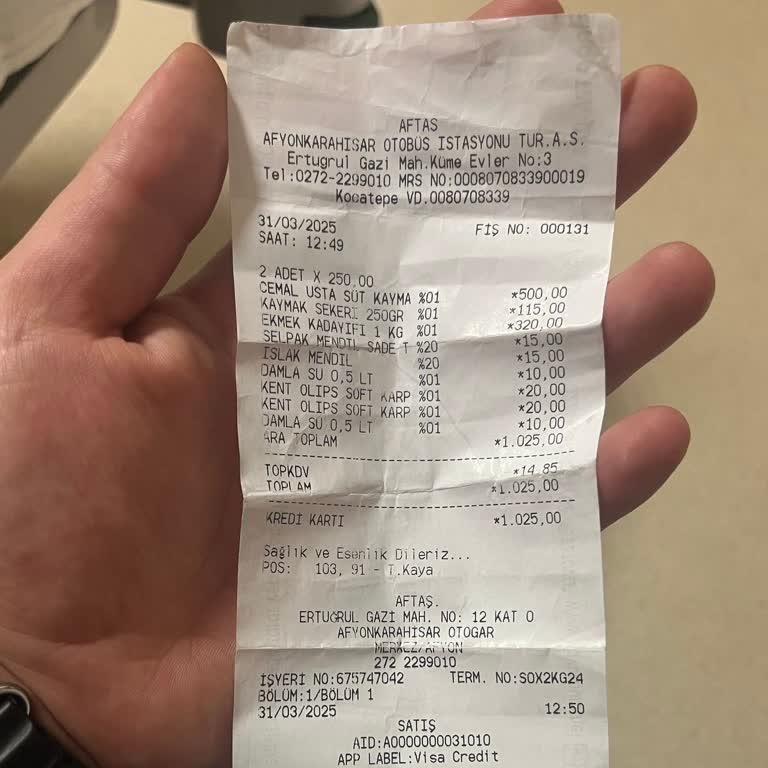 AFTAS
AFYONKARAHISAR OTOBÜS ISTASYONU TUR.A.S.
Ertugrul Gazi Mah.Küme Evler No:3
Tel:0272-2299010 MRS NO:0008070833900019
Kocatepe VD.0080708339
31/03/2025 FİŞ NO: 000131
SAAT: 12:49
2 ADET X 250,00
CEMAL USTA SÜT KAYMA %01 *500,00
KAYMAK SEKERİ 250GR %01 *115,00
EKMEK KADAYIFI 1 KG %01 *320,00
SELPAK MENDİL SADE T %20 *15,00
ISLAK MENDİL %20 *15,00
DAMLA SU 0,5 LT %01 *10,00
KENT OLIPS SOFT KARP %01 *20,00
KENT OLIPS SOFT KARP %01 *20,00
DAMLA SU 0,5 LT %01 *10,00
ARA TOPLAM *1.025,00
TOPKDV *14,85
TOPLAM *1.025,00
KREDİ KARTI *1.025,00
Sağlık ve Esenlik Dileriz...
POS: 103, 91 - T.Kaya
AFTAŞ.
ERTUĞRUL GAZİ MAH. NO: 12 KAT 0
AFYONKARAHİSAR OTOGAR
MERKEZ/AFYON
272 2299010
İŞYERİ NO:675747042 TERM. NO:SOX2KG24
BÖLÜM:1/BÖLÜM 1
31/03/2025 12:50
SATIŞ
AID:A0000000031010
APP LABEL:Visa Credit